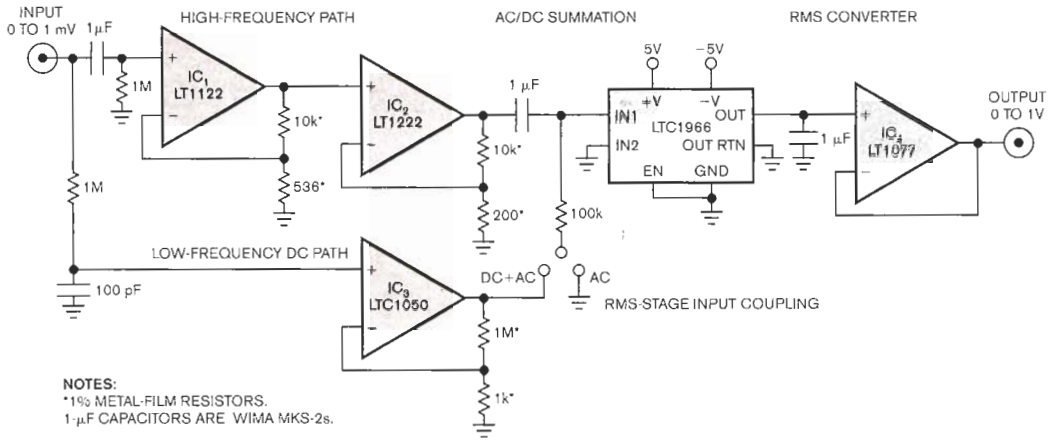 INPUT
0 TO 1 mV
1 µF
HIGH-FREQUENCY PATH
AC/DC SUMMATION
RMS CONVERTER
+
IC1
LT1122
−
1M
10k*
536*
+
IC2
LT1222
−
10k*
200*
1 µF
5V
−5V
+V
−V
IN1
OUT
LTC1966
IN2
OUT RTN
EN
GND
1 µF
+
LT1077
−
OUTPUT
0 TO 1V
1M
100k
LOW-FREQUENCY DC PATH
100 pF
+
IC3
LTC1050
−
DC+AC
AC
RMS-STAGE INPUT COUPLING
1M*
1k*
NOTES:
*1% METAL-FILM RESISTORS.
1-µF CAPACITORS ARE WIMA MKS-2s.